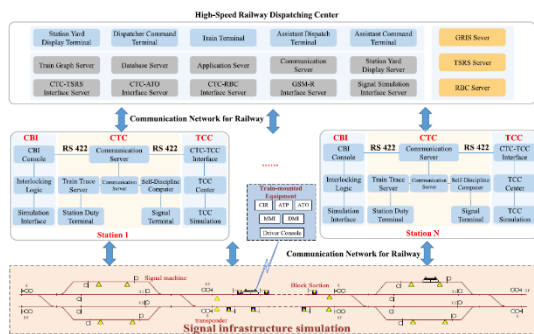 High-Speed Railway Dispatching Center
Station Yard Display Terminal
Dispatcher Command Terminal
Train Terminal
Assistant Dispatch Terminal
Assistant Command Terminal
GRIS Sever
Train Graph Server
Database Server
Application Server
Communication Server
Station Yard Display Server
TSRS Server
CTC-TSRS Interface Server
CTC-ATO Interface Server
CTC-RBC Interface Server
GSM-R Interface Server
Signal Simulation Interface Server
RBC Sever
Communication Network for Railway
CBI
CTC
TCC
CBI Console
RS 422
Communication Server
RS 422
CTC-TCC Interface
Interlocking Logic
Train Trace Server
Communication Server
Self-Discipline Computer
TCC Center
Simulation Interface
Station Duty Terminal
Signal Terminal
TCC Simulation
Station 1
......
Train-mounted Equipment
CIR
ATP
ATO
MMI
DMI
Driver Console
CBI
CTC
TCC
CBI Console
RS 422
Communication Server
RS 422
CTC-TCC Interface
Interlocking Logic
Train Trace Server
Communication Server
Self-Discipline Computer
TCC Center
Simulation Interface
Station Duty Terminal
Signal Terminal
TCC Simulation
Station N
Communication Network for Railway
Signal machine
Block Section
transponder
Signal infrastructure simulation